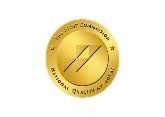 THE JOINT COMMISSION
NATIONAL QUALITY APPROVAL